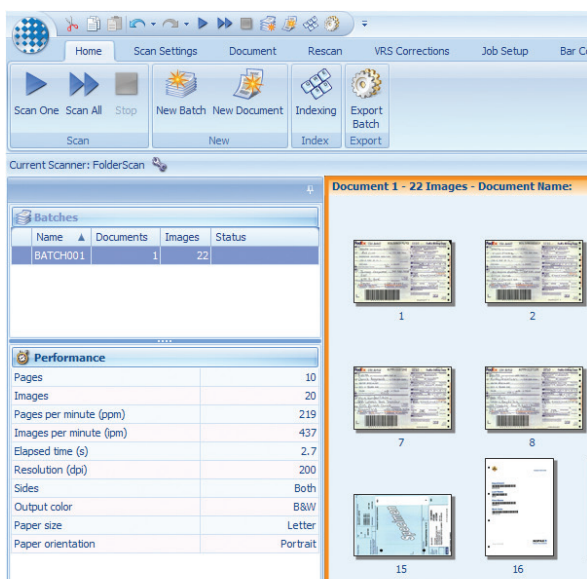 Home Scan Settings Document Rescan VRS Corrections Job Setup Bar Co
Scan One Scan All Stop New Batch New Document Indexing Export Batch
Scan New Index Export
Current Scanner: FolderScan
Document 1 - 22 Images - Document Name:
Batches
Name Documents Images Status
BATCH001 1 22
1 2
Performance
Pages 10
Images 20
Pages per minute (ppm) 219
Images per minute (ipm) 437
7 8
Elapsed time (s) 2.7
Resolution (dpi) 200
Sides Both
Output color B&W
Paper size Letter
Paper orientation Portrait
15 16